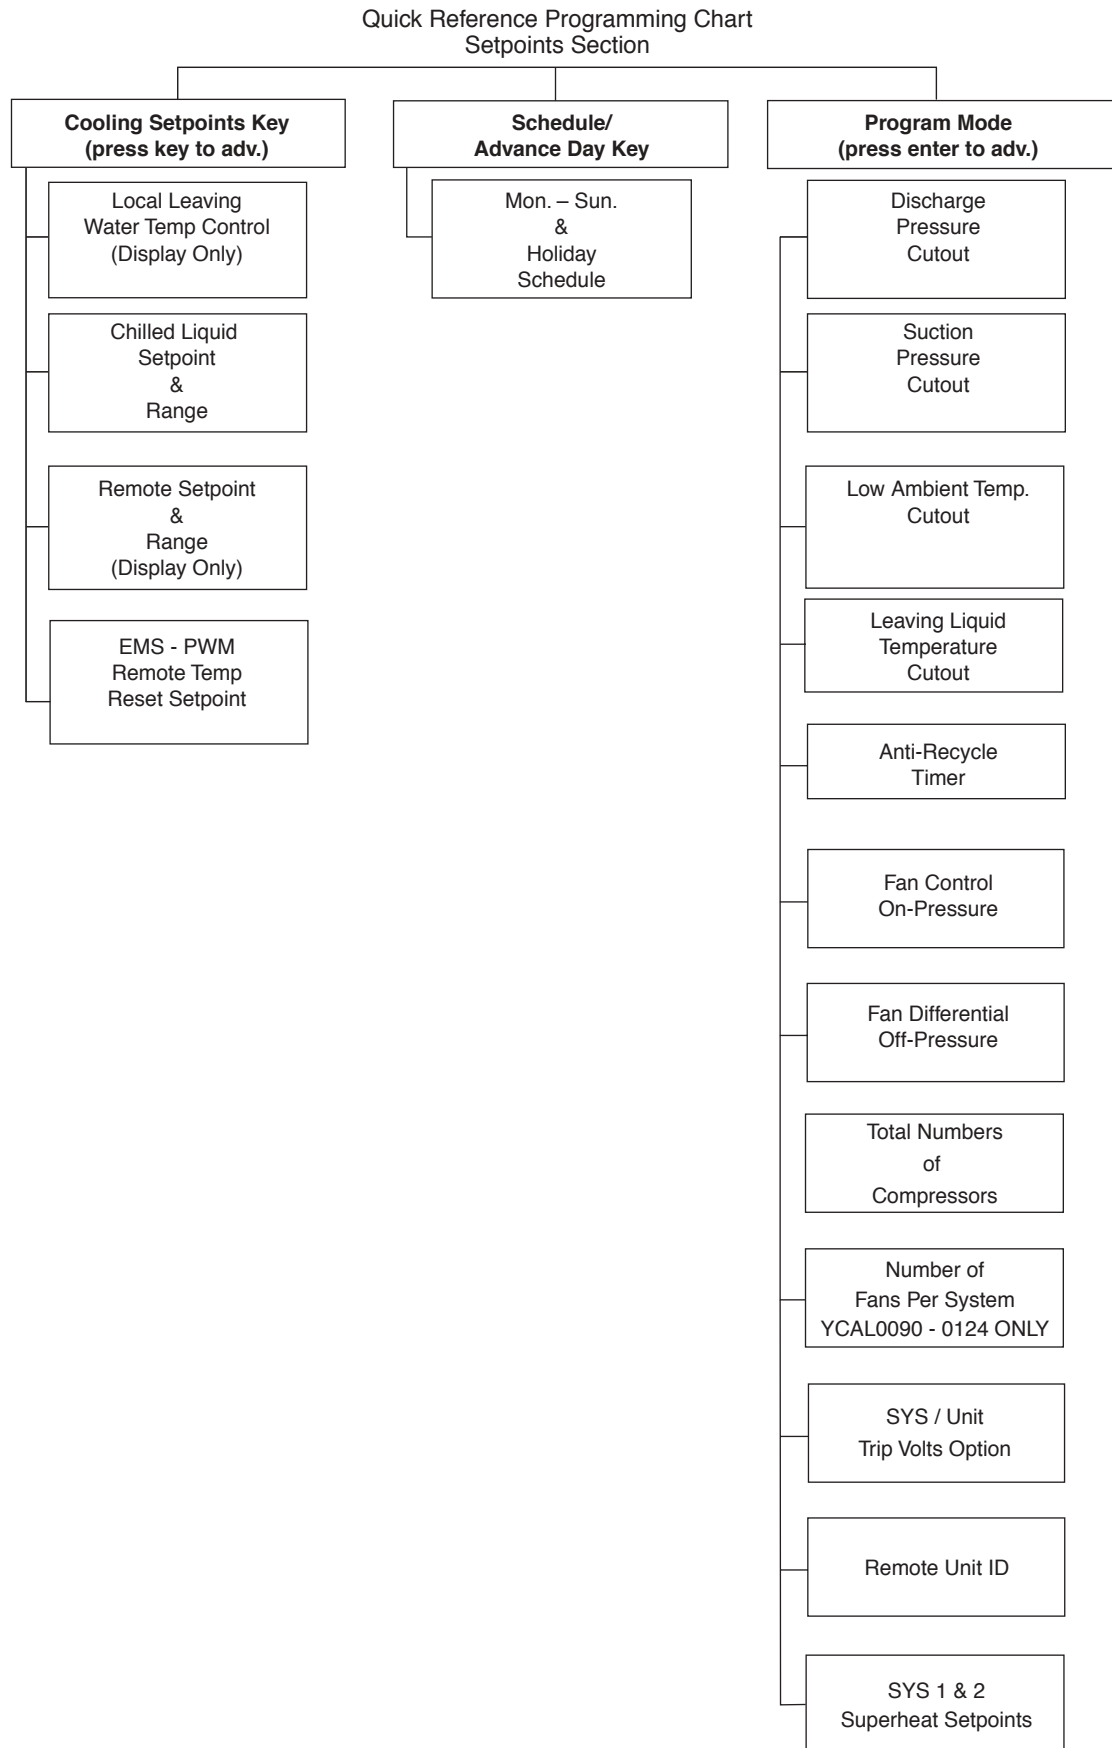 Quick Reference Programming Chart
Setpoints Section
Cooling Setpoints Key
(press key to adv.)
Local Leaving
Water Temp Control
(Display Only)
Chilled Liquid
Setpoint
&
Range
Remote Setpoint
&
Range
(Display Only)
EMS - PWM
Remote Temp
Reset Setpoint
Schedule/
Advance Day Key
Mon. – Sun.
&
Holiday
Schedule
Program Mode
(press enter to adv.)
Discharge
Pressure
Cutout
Suction
Pressure
Cutout
Low Ambient Temp.
Cutout
Leaving Liquid
Temperature
Cutout
Anti-Recycle
Timer
Fan Control
On-Pressure
Fan Differential
Off-Pressure
Total Numbers
of
Compressors
Number of
Fans Per System
YCAL0090 - 0124 ONLY
SYS / Unit
Trip Volts Option
Remote Unit ID
SYS 1 & 2
Superheat Setpoints